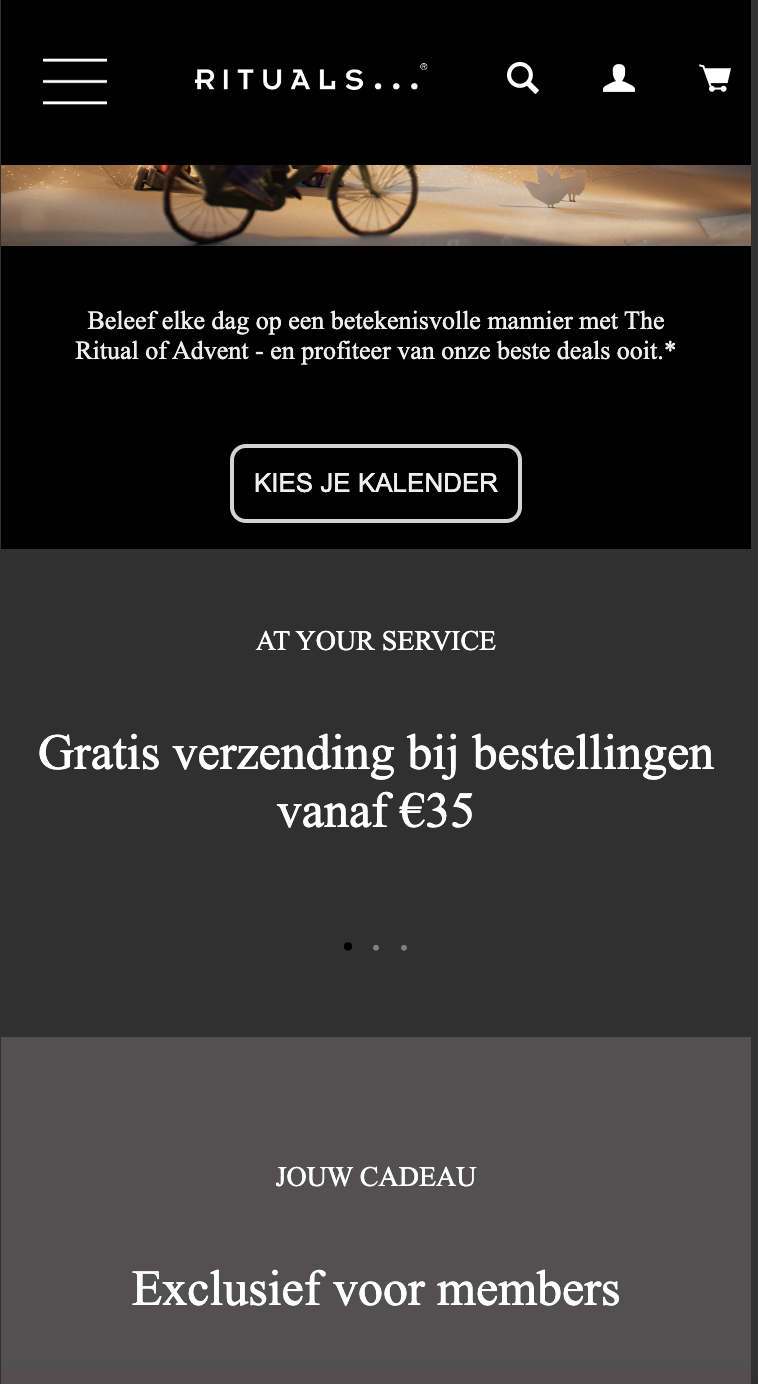 RITUALS...®
Beleef elke dag op een betekenisvolle mannier met The
Ritual of Advent - en profiteer van onze beste deals ooit.*
KIES JE KALENDER
AT YOUR SERVICE
Gratis verzending bij bestellingen
vanaf €35
JOUW CADEAU
Exclusief voor members